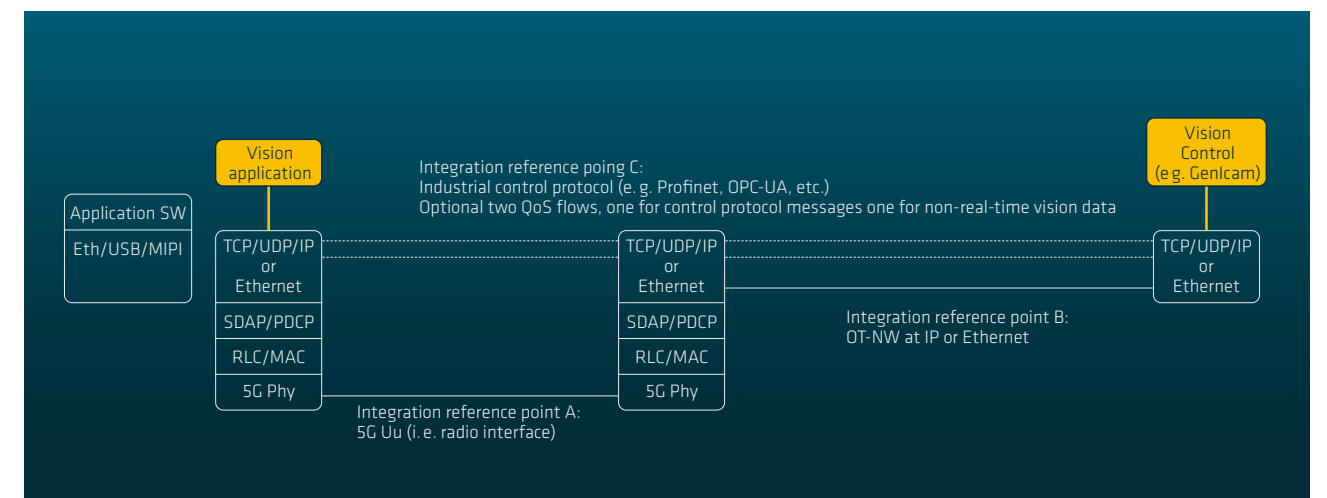 Vision
application
Vision
Control
(e g. GenIcam)
Integration reference poing C:
Industrial control protocol (e. g. Profinet, OPC-UA, etc.)
Optional two QoS flows, one for control protocol messages one for non-real-time vision data
Application SW
Eth/USB/MIPI
TCP/UDP/IP
or
Ethernet
SDAP/PDCP
RLC/MAC
5G Phy
TCP/UDP/IP
or
Ethernet
SDAP/PDCP
RLC/MAC
5G Phy
TCP/UDP/IP
or
Ethernet
Integration reference point B:
OT-NW at IP or Ethernet
Integration reference point A:
5G Uu (i. e. radio interface)